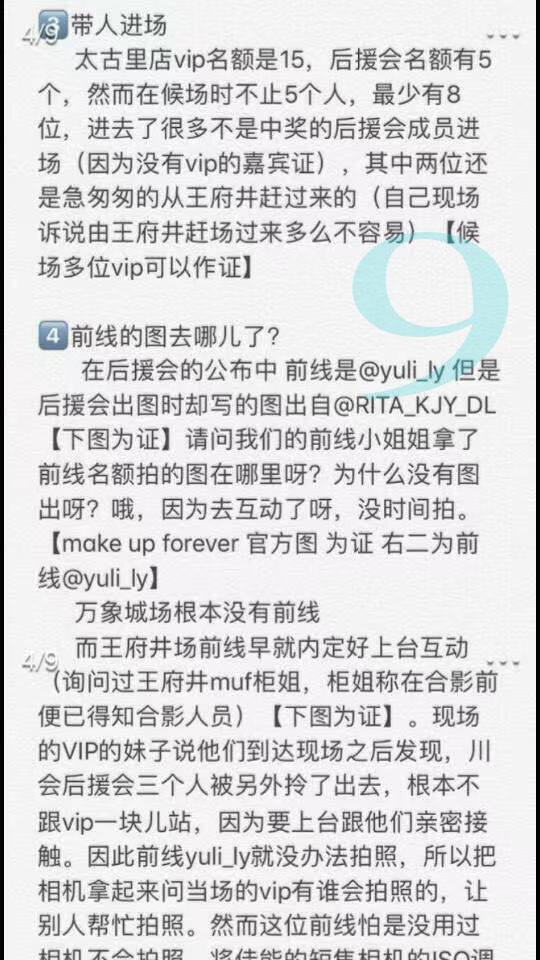 4/9
3 带人进场
太古里店vip名额是15，后援会名额有5
个，然而在候场时不止5个人，最少有8
位，进去了很多不是中奖的后援会成员进
场（因为没有vip的嘉宾证），其中两位还
是急匆匆的从王府井赶过来的（自己现场
诉说由王府井赶场过来多么不容易）【候
场多位vip可以作证】
9
4 前线的图去哪儿了？
在后援会的公布中 前线是@yuli_ly 但是
后援会出图时却写的图出自@RITA_KJY_DL
【下图为证】请问我们的前线小姐姐拿了
前线名额拍的图在哪里呀？为什么没有图
出呀？哦，因为去互动了呀，没时间拍。
【make up forever 官方图 为证 右二为前
线@yuli_ly】
万象城场根本没有前线
而王府井场前线早就内定好上台互动
4/9
（询问过王府井muf柜姐，柜姐称在合影前
便已得知合影人员）【下图为证】。现场
的VIP的妹子说他们到达现场之后发现，川
会后援会三个人被另外拎了出去，根本不
跟vip一块儿站，因为要上台跟他们亲密接
触。因此前线yuli_ly就没办法拍照，所以把
相机拿起来问当场的vip有谁会拍照的，让
别人帮忙拍照。然而这位前线怕是没用过
相机不会拍照，将佳能的短焦相机的ISO调